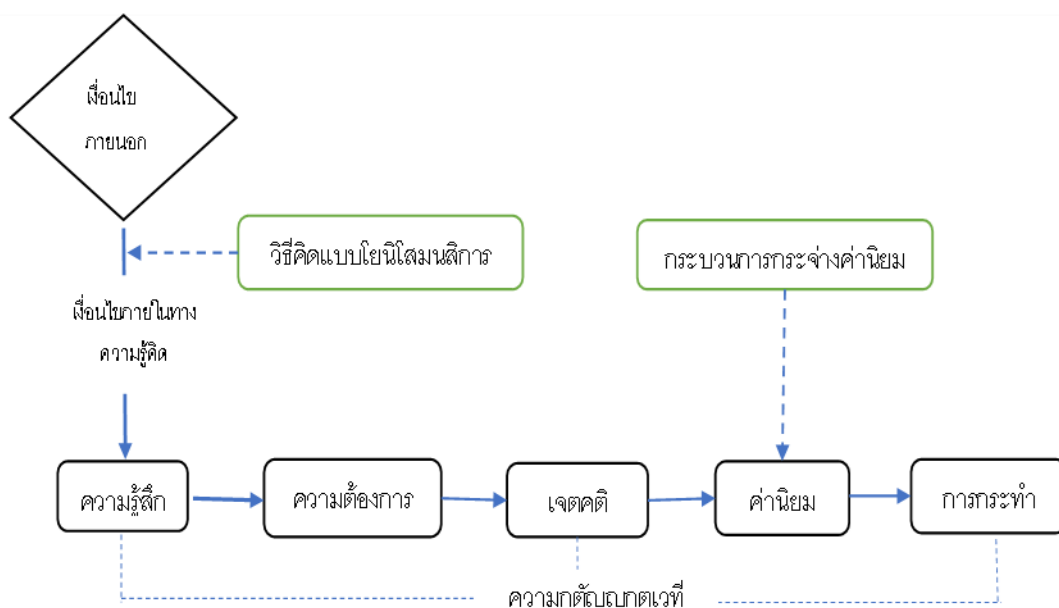 เงื่อนไข
ภายนอก
วิธีคิดแบบโยนิโสมนสิการ
กระบวนการกระจ่างค่านิยม
เงื่อนไขภายในทาง
ความรู้คิด
ความรู้สึก
ความต้องการ
เจตคติ
ค่านิยม
การกระทำ
ความกตัญญูกตเวที